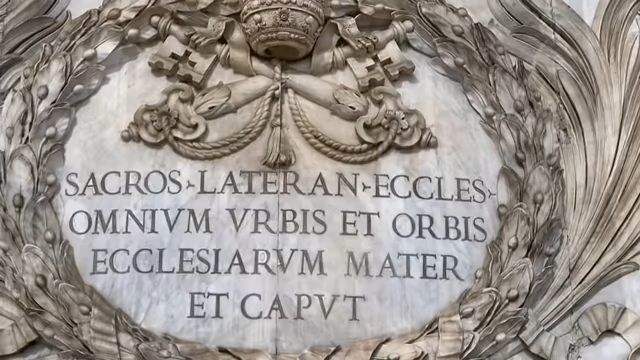 SACROS·LATERAN·ECCLES·
OMNIVM VRBIS ET ORBIS
ECCLESIARVM MATER
ET CAPVT